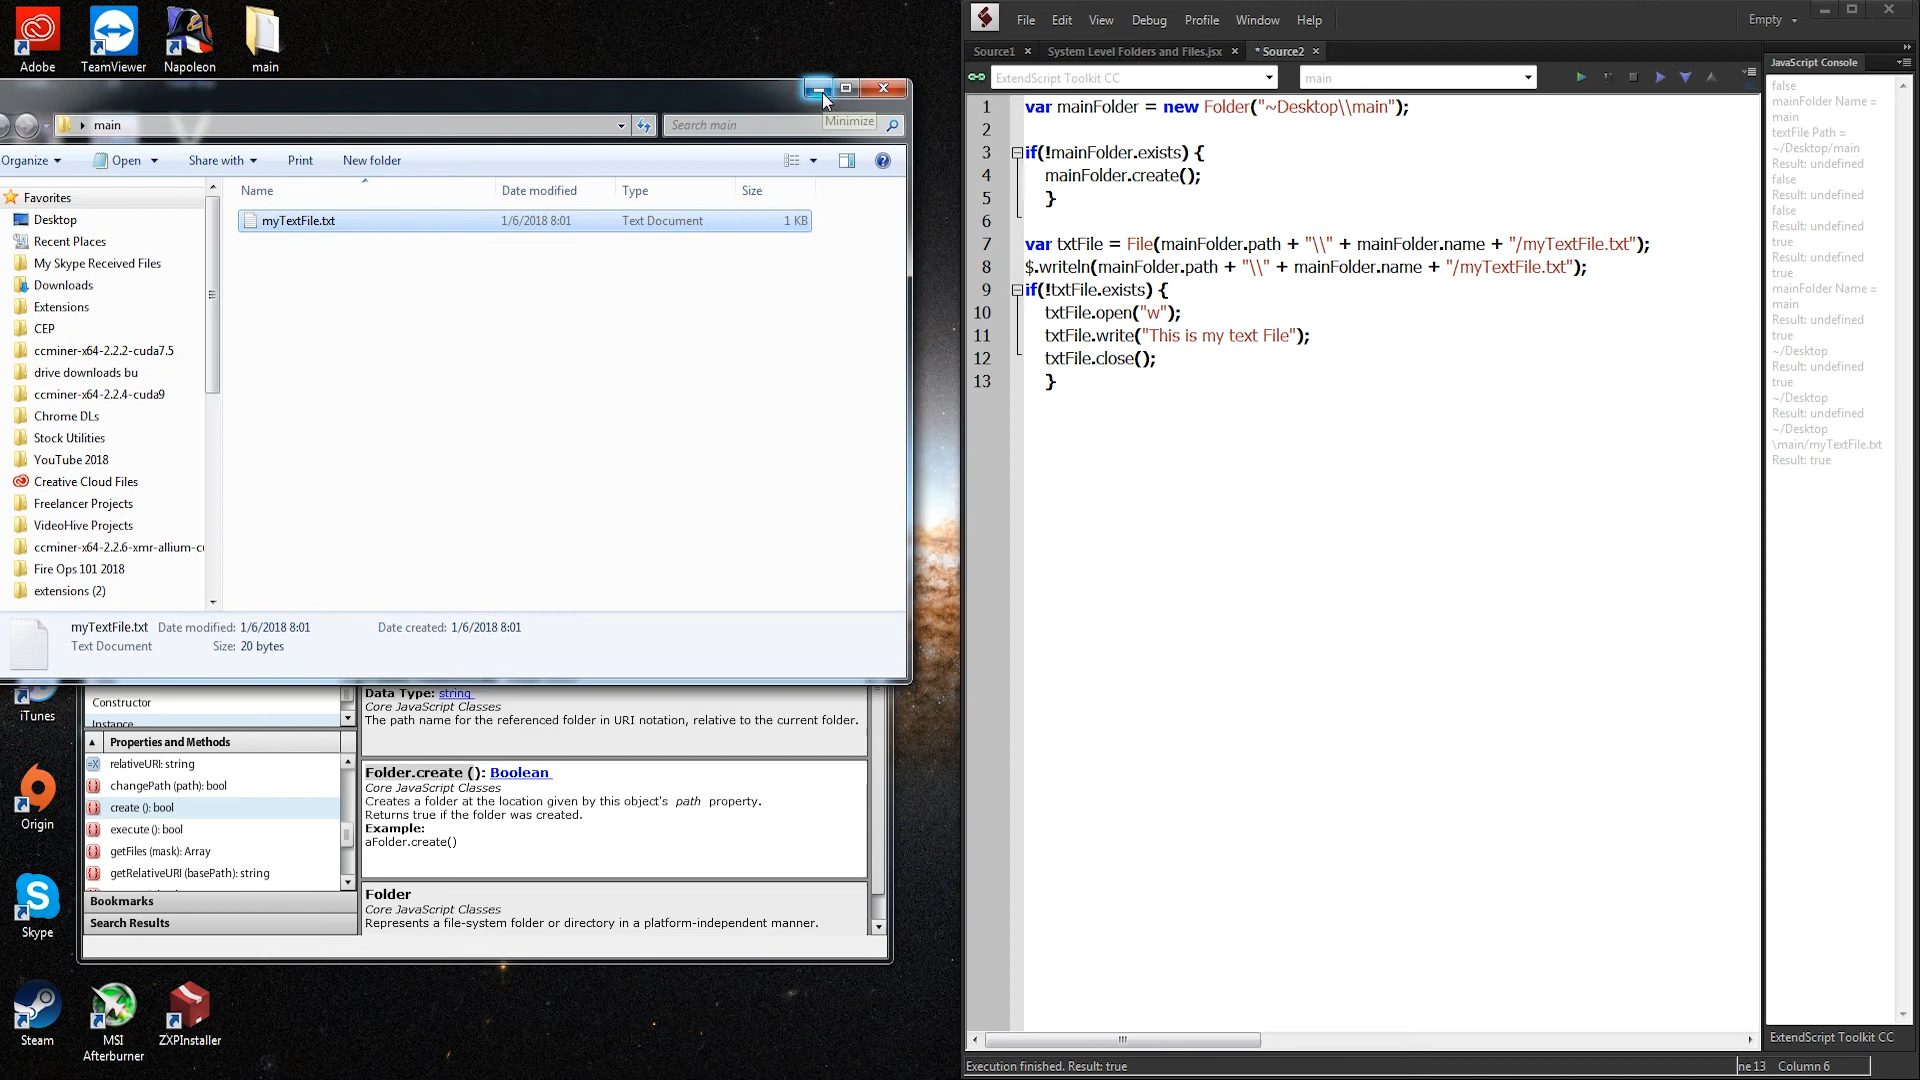 Adobe
TeamViewer
Napoleon
main
Minimize
main
Search main
Organize
Open
Share with
Print
New folder
Name
Date modified
Type
Size
myTextFile.txt
1/6/2018 8:01
Text Document
1 KB
Favorites
Desktop
Recent Places
My Skype Received Files
Downloads
Extensions
CEP
ccminer-x64-2.2.2-cuda7.5
drive downloads bu
ccminer-x64-2.2.4-cuda9
Chrome DLs
Stock Utilities
YouTube 2018
Creative Cloud Files
Freelancer Projects
VideoHive Projects
ccminer-x64-2.2.6-xmr-allium-cu
Fire Ops 101 2018
extensions (2)
myTextFile.txt Date modified: 1/6/2018 8:01 Date created: 1/6/2018 8:01
Text Document Size: 20 bytes
iTunes
Origin
Skype
Steam
MSI
Afterburner
ZXPInstaller
Constructor
Instance
Properties and Methods
relativeURI: string
changePath (path): bool
create (): bool
execute (): bool
getFiles (mask): Array
getRelativeURI (basePath): string
Bookmarks
Search Results
Data Type: string
Core JavaScript Classes
The path name for the referenced folder in URI notation, relative to the current folder.
Folder.create (): Boolean
Core JavaScript Classes
Creates a folder at the location given by this object's path property.
Returns true if the folder was created.
Example:
aFolder.create()
Folder
Core JavaScript Classes
Represents a file-system folder or directory in a platform-independent manner.
File Edit View Debug Profile Window Help
Empty
Source1 × System Level Folders and Files.jsx × * Source2 ×
ExtendScript Toolkit CC
main
1 var mainFolder = new Folder("~Desktop\\main");
2
3 if(!mainFolder.exists) {
4 mainFolder.create();
5 }
6
7 var txtFile = File(mainFolder.path + "\\" + mainFolder.name + "/myTextFile.txt");
8 $.writeln(mainFolder.path + "\\" + mainFolder.name + "/myTextFile.txt");
9 if(!txtFile.exists) {
10 txtFile.open("w");
11 txtFile.write("This is my text File");
12 txtFile.close();
13 }
JavaScript Console
false
mainFolder Name =
main
textFile Path =
~/Desktop/main
Result: undefined
false
Result: undefined
false
Result: undefined
true
Result: undefined
true
mainFolder Name =
main
Result: undefined
true
~/Desktop
Result: undefined
true
~/Desktop
Result: undefined
~/Desktop
\main/myTextFile.txt
Result: true
ExtendScript Toolkit CC
Execution finished. Result: true
ne 13 Column 6